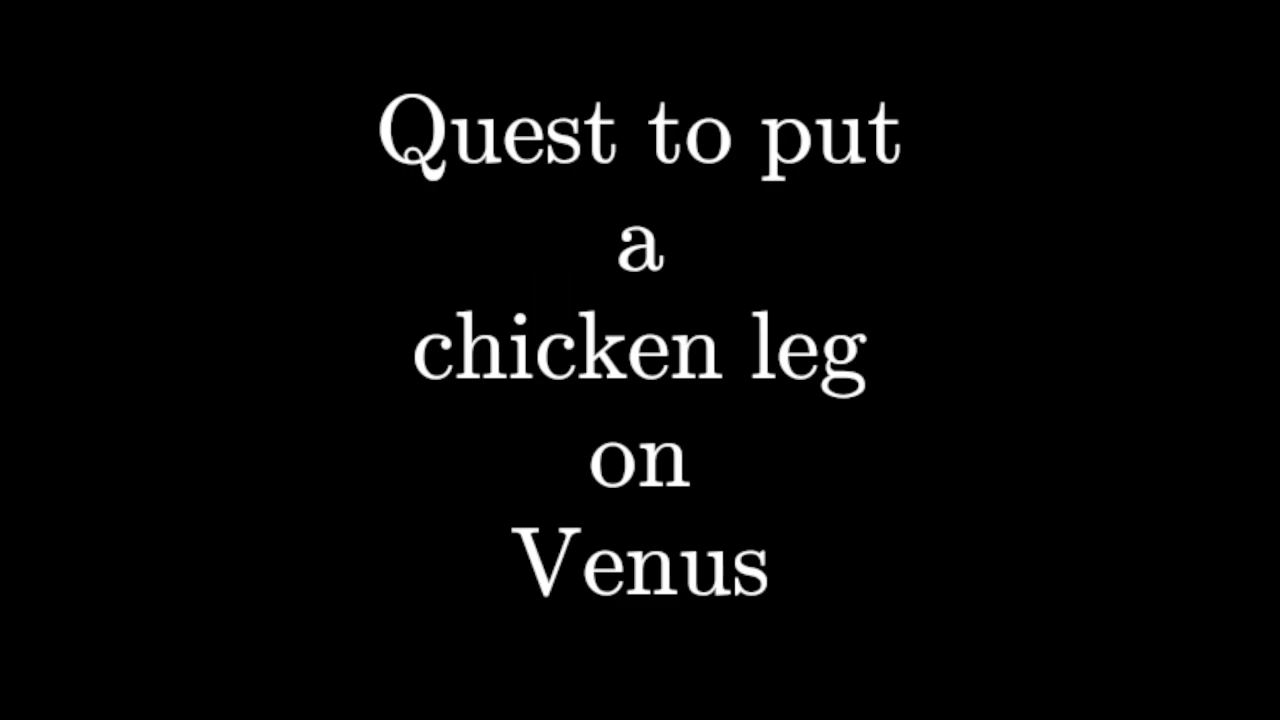 Quest to put
a
chicken leg
on
Venus